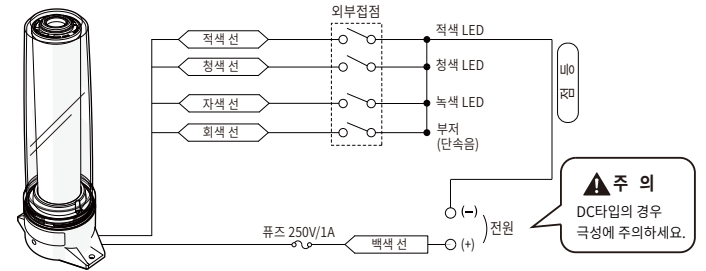 외부접점
적색 선
적색 LED
청색 선
청색 LED
자색 선
녹색 LED
회색 선
부저
(단속음)
점등
(−)
전원
(+)
퓨즈 250V/1A
백색 선
주 의
DC타입의 경우
극성에 주의하세요.